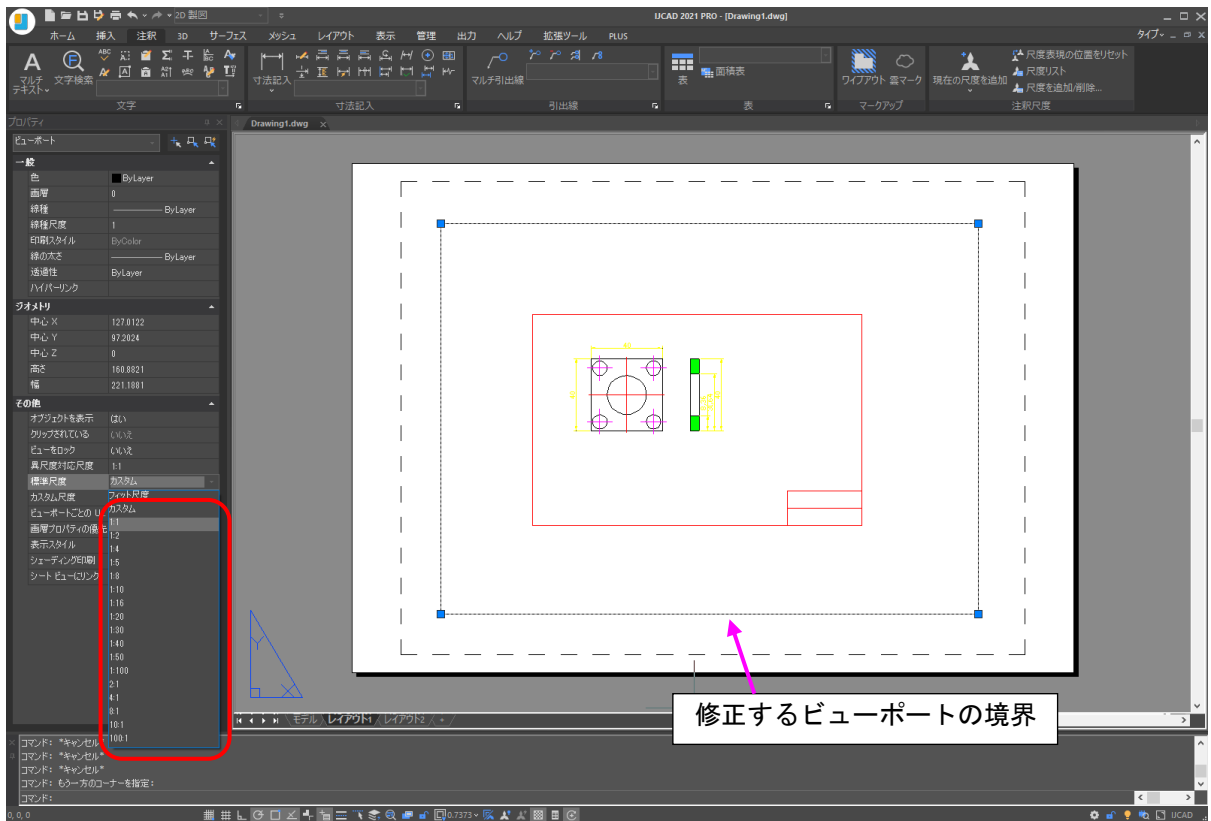 2D 製図
IJCAD 2021 PRO - [Drawing1.dwg]
ホーム 挿入 注釈 3D サーフェス メッシュ レイアウト 表示 管理 出力 ヘルプ 拡張ツール PLUS
タイプ
マルチテキスト 文字検索
寸法記入
マルチ引出線
表 面積表
ワイプアウト 雲マーク
現在の尺度を追加
尺度表現の位置をリセット
尺度リスト
尺度を追加/削除...
文字 寸法記入 引出線 表 マークアップ 注釈尺度
プロパティ
Drawing1.dwg
ビューポート
一般
色 ByLayer
画層 0
線種 ByLayer
線種尺度 1
印刷スタイル ByColor
線の太さ ByLayer
透過性 ByLayer
ハイパーリンク
ジオメトリ
中心 X 127.0122
中心 Y 97.2024
中心 Z 0
高さ 160.8821
幅 221.1881
その他
オブジェクトを表示 はい
クリップされている いいえ
ビューをロック いいえ
異尺度対応尺度 1:1
標準尺度 カスタム
カスタム尺度 フィット尺度
ビューポートごとの U カスタム
画層プロパティの優先 1:1
1:2
表示スタイル 1:4
シェーディング印刷 1:5
シート ビューにリンク 1:8
1:10
1:16
1:20
1:30
1:40
1:50
1:100
2:1
4:1
8:1
10:1
100:1
Y
X
修正するビューポートの境界
モデル レイアウト1 レイアウト2 +
コマンド: *キャンセル*
コマンド: *キャンセル*
コマンド: *キャンセル*
コマンド: もう一方のコーナーを指定:
コマンド:
0, 0, 0
0.7373
IJCAD